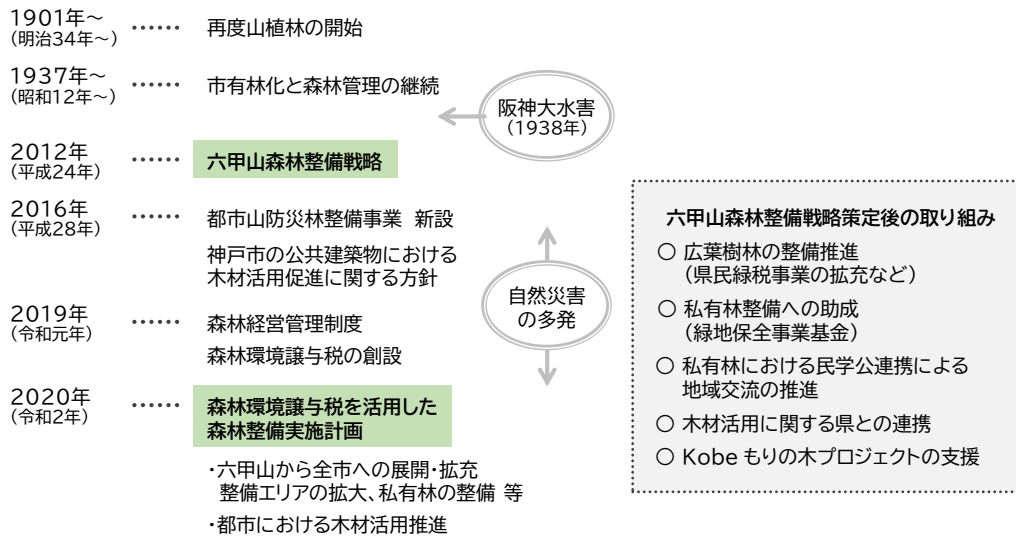 1901年~
(明治34年~)
…… 再度山植林の開始
1937年~
(昭和12年~)
…… 市有林化と森林管理の継続
阪神大水害
(1938年)
2012年
(平成24年)
…… 六甲山森林整備戦略
2016年
(平成28年)
…… 都市山防災林整備事業 新設
神戸市の公共建築物における
木材活用促進に関する方針
自然災害
の多発
2019年
(令和元年)
…… 森林経営管理制度
森林環境譲与税の創設
2020年
(令和2年)
…… 森林環境譲与税を活用した
森林整備実施計画
・六甲山から全市への展開・拡充
整備エリアの拡大、私有林の整備 等
・都市における木材活用推進
六甲山森林整備戦略策定後の取り組み
○ 広葉樹林の整備推進
(県民緑税事業の拡充など)
○ 私有林整備への助成
(緑地保全事業基金)
○ 私有林における民学公連携による
地域交流の推進
○ 木材活用に関する県との連携
○ Kobe もりの木プロジェクトの支援